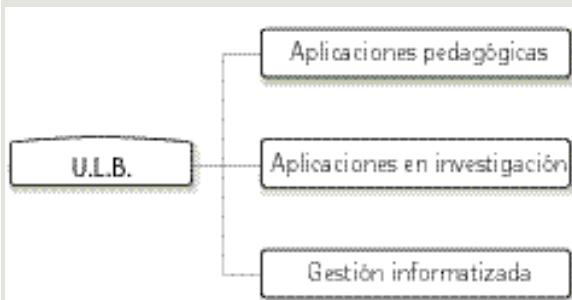 Aplicaciones pedagógicas
U.L.B.
Aplicaciones en investigación
Gestión informatizada